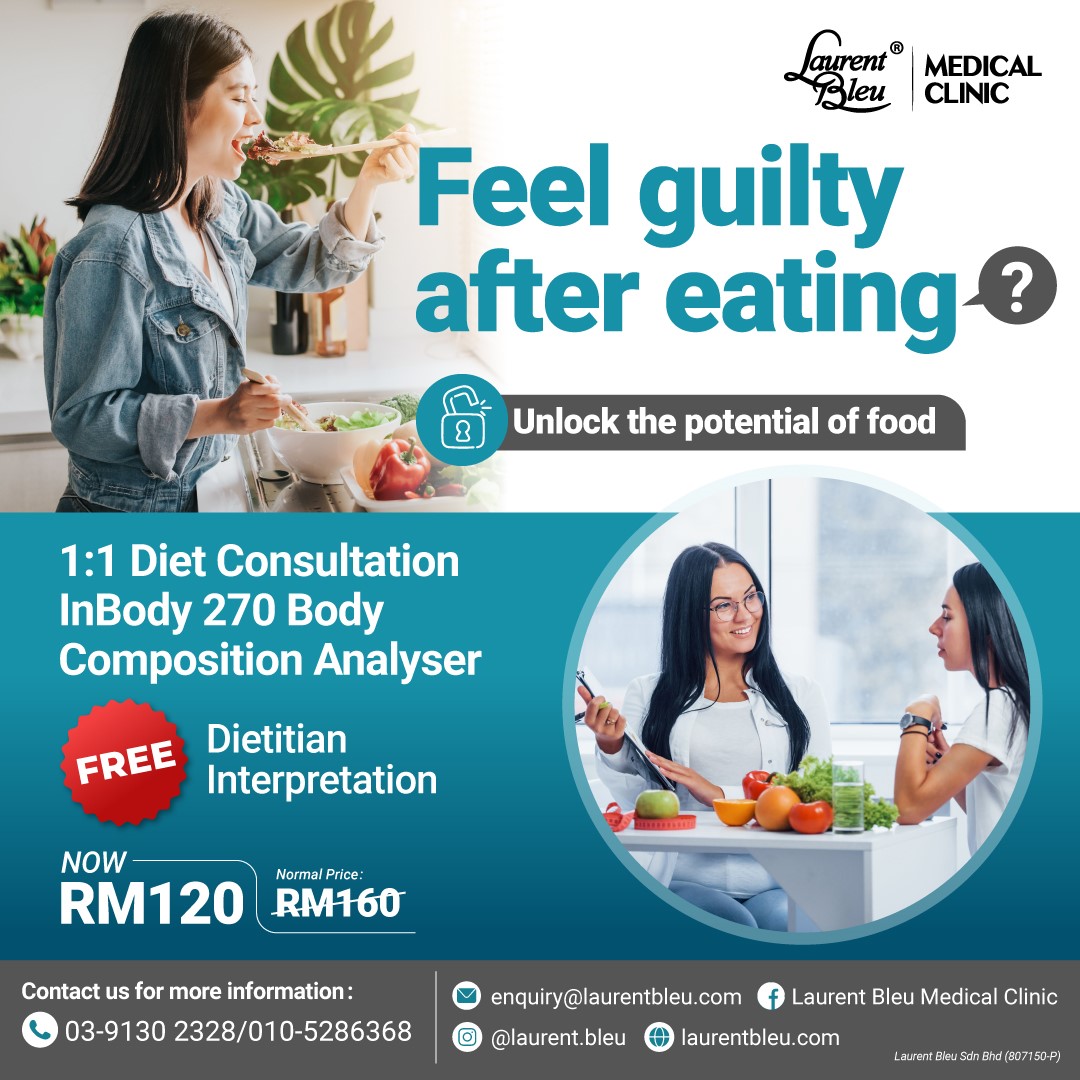 Laurent® Bleu
MEDICAL
CLINIC
Feel guilty
after eating?
Unlock the potential of food
1:1 Diet Consultation
InBody 270 Body
Composition Analyser
FREE
Dietitian
Interpretation
NOW
RM120
Normal Price:
RM160
Contact us for more information:
03-9130 2328/010-5286368
enquiry@laurentbleu.com
Laurent Bleu Medical Clinic
@laurent.bleu
laurentbleu.com
Laurent Bleu Sdn Bhd (807150-P)